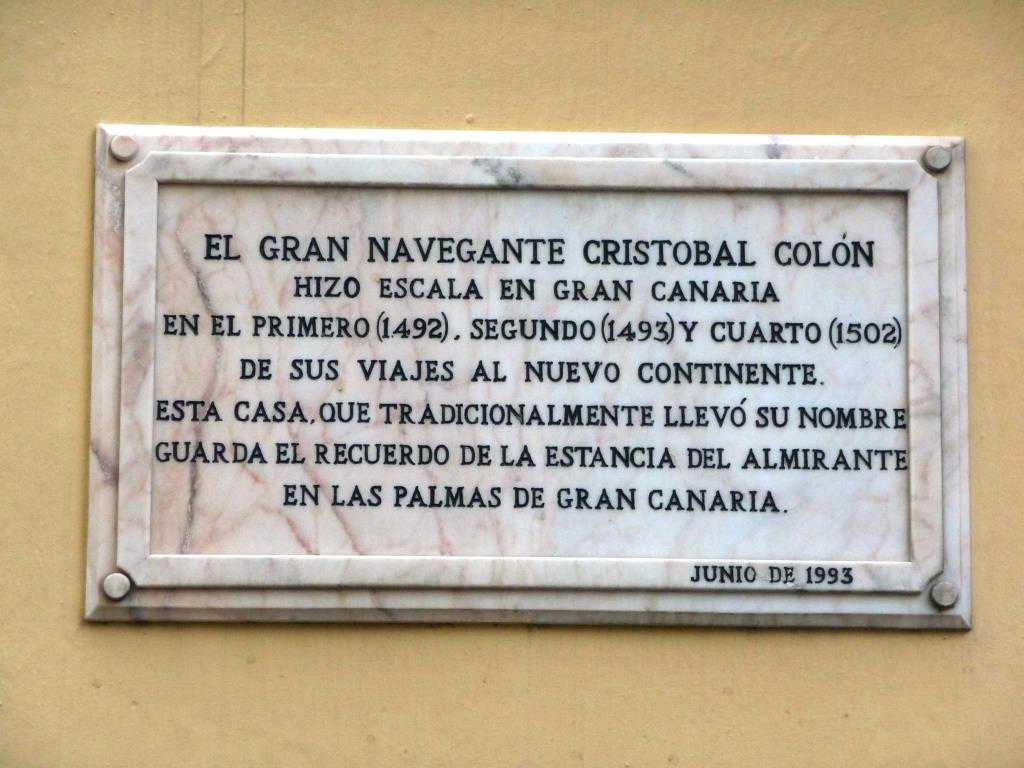 EL GRAN NAVEGANTE CRISTOBAL COLÓN
HIZO ESCALA EN GRAN CANARIA
EN EL PRIMERO (1.492), SEGUNDO (1493) Y CUARTO (1502)
DE SUS VIAJES AL NUEVO CONTINENTE.
ESTA CASA, QUE TRADICIONALMENTE LLEVÓ SU NOMBRE
GUARDA EL RECUERDO DE LA ESTANCIA DEL ALMIRANTE
EN LAS PALMAS DE GRAN CANARIA.
JUNIO DE 1993